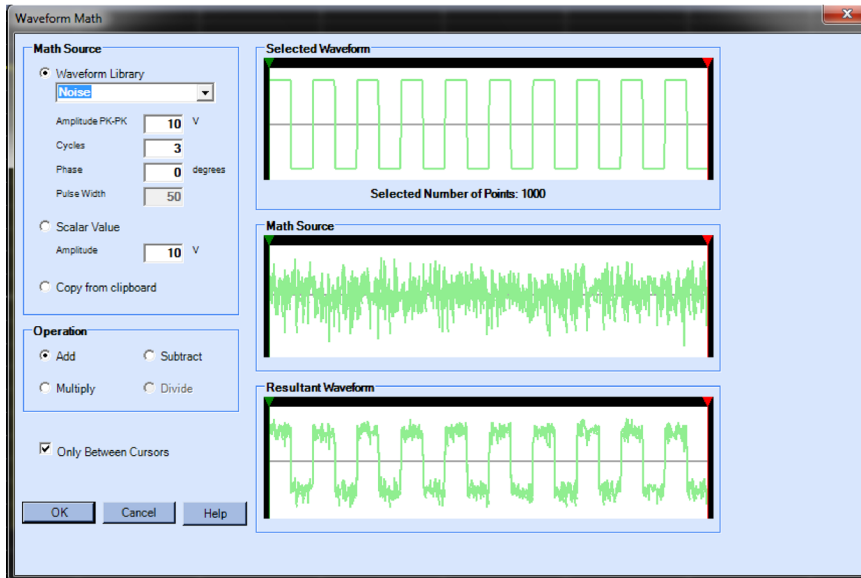 Waveform Math
X
Math Source
Waveform Library
Noise
Amplitude PK-PK 10 V
Cycles 3
Phase 0 degrees
Pulse Width 50
Scalar Value
Amplitude 10 V
Copy from clipboard
Operation
Add Subtract
Multiply Divide
Only Between Cursors
OK Cancel Help
Selected Waveform
Selected Number of Points: 1000
Math Source
Resultant Waveform